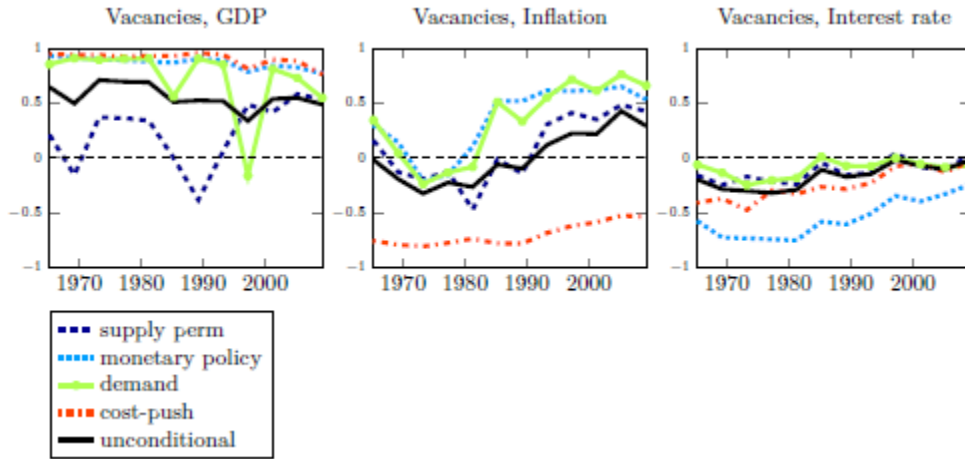 Vacancies, GDP Vacancies, Inflation Vacancies, Interest rate
1 1 1
0.5 0.5 0.5
0 0 0
−0.5 −0.5 −0.5
−1 −1 −1
1970 1980 1990 2000 1970 1980 1990 2000 1970 1980 1990 2000
supply perm
monetary policy
demand
cost-push
unconditional